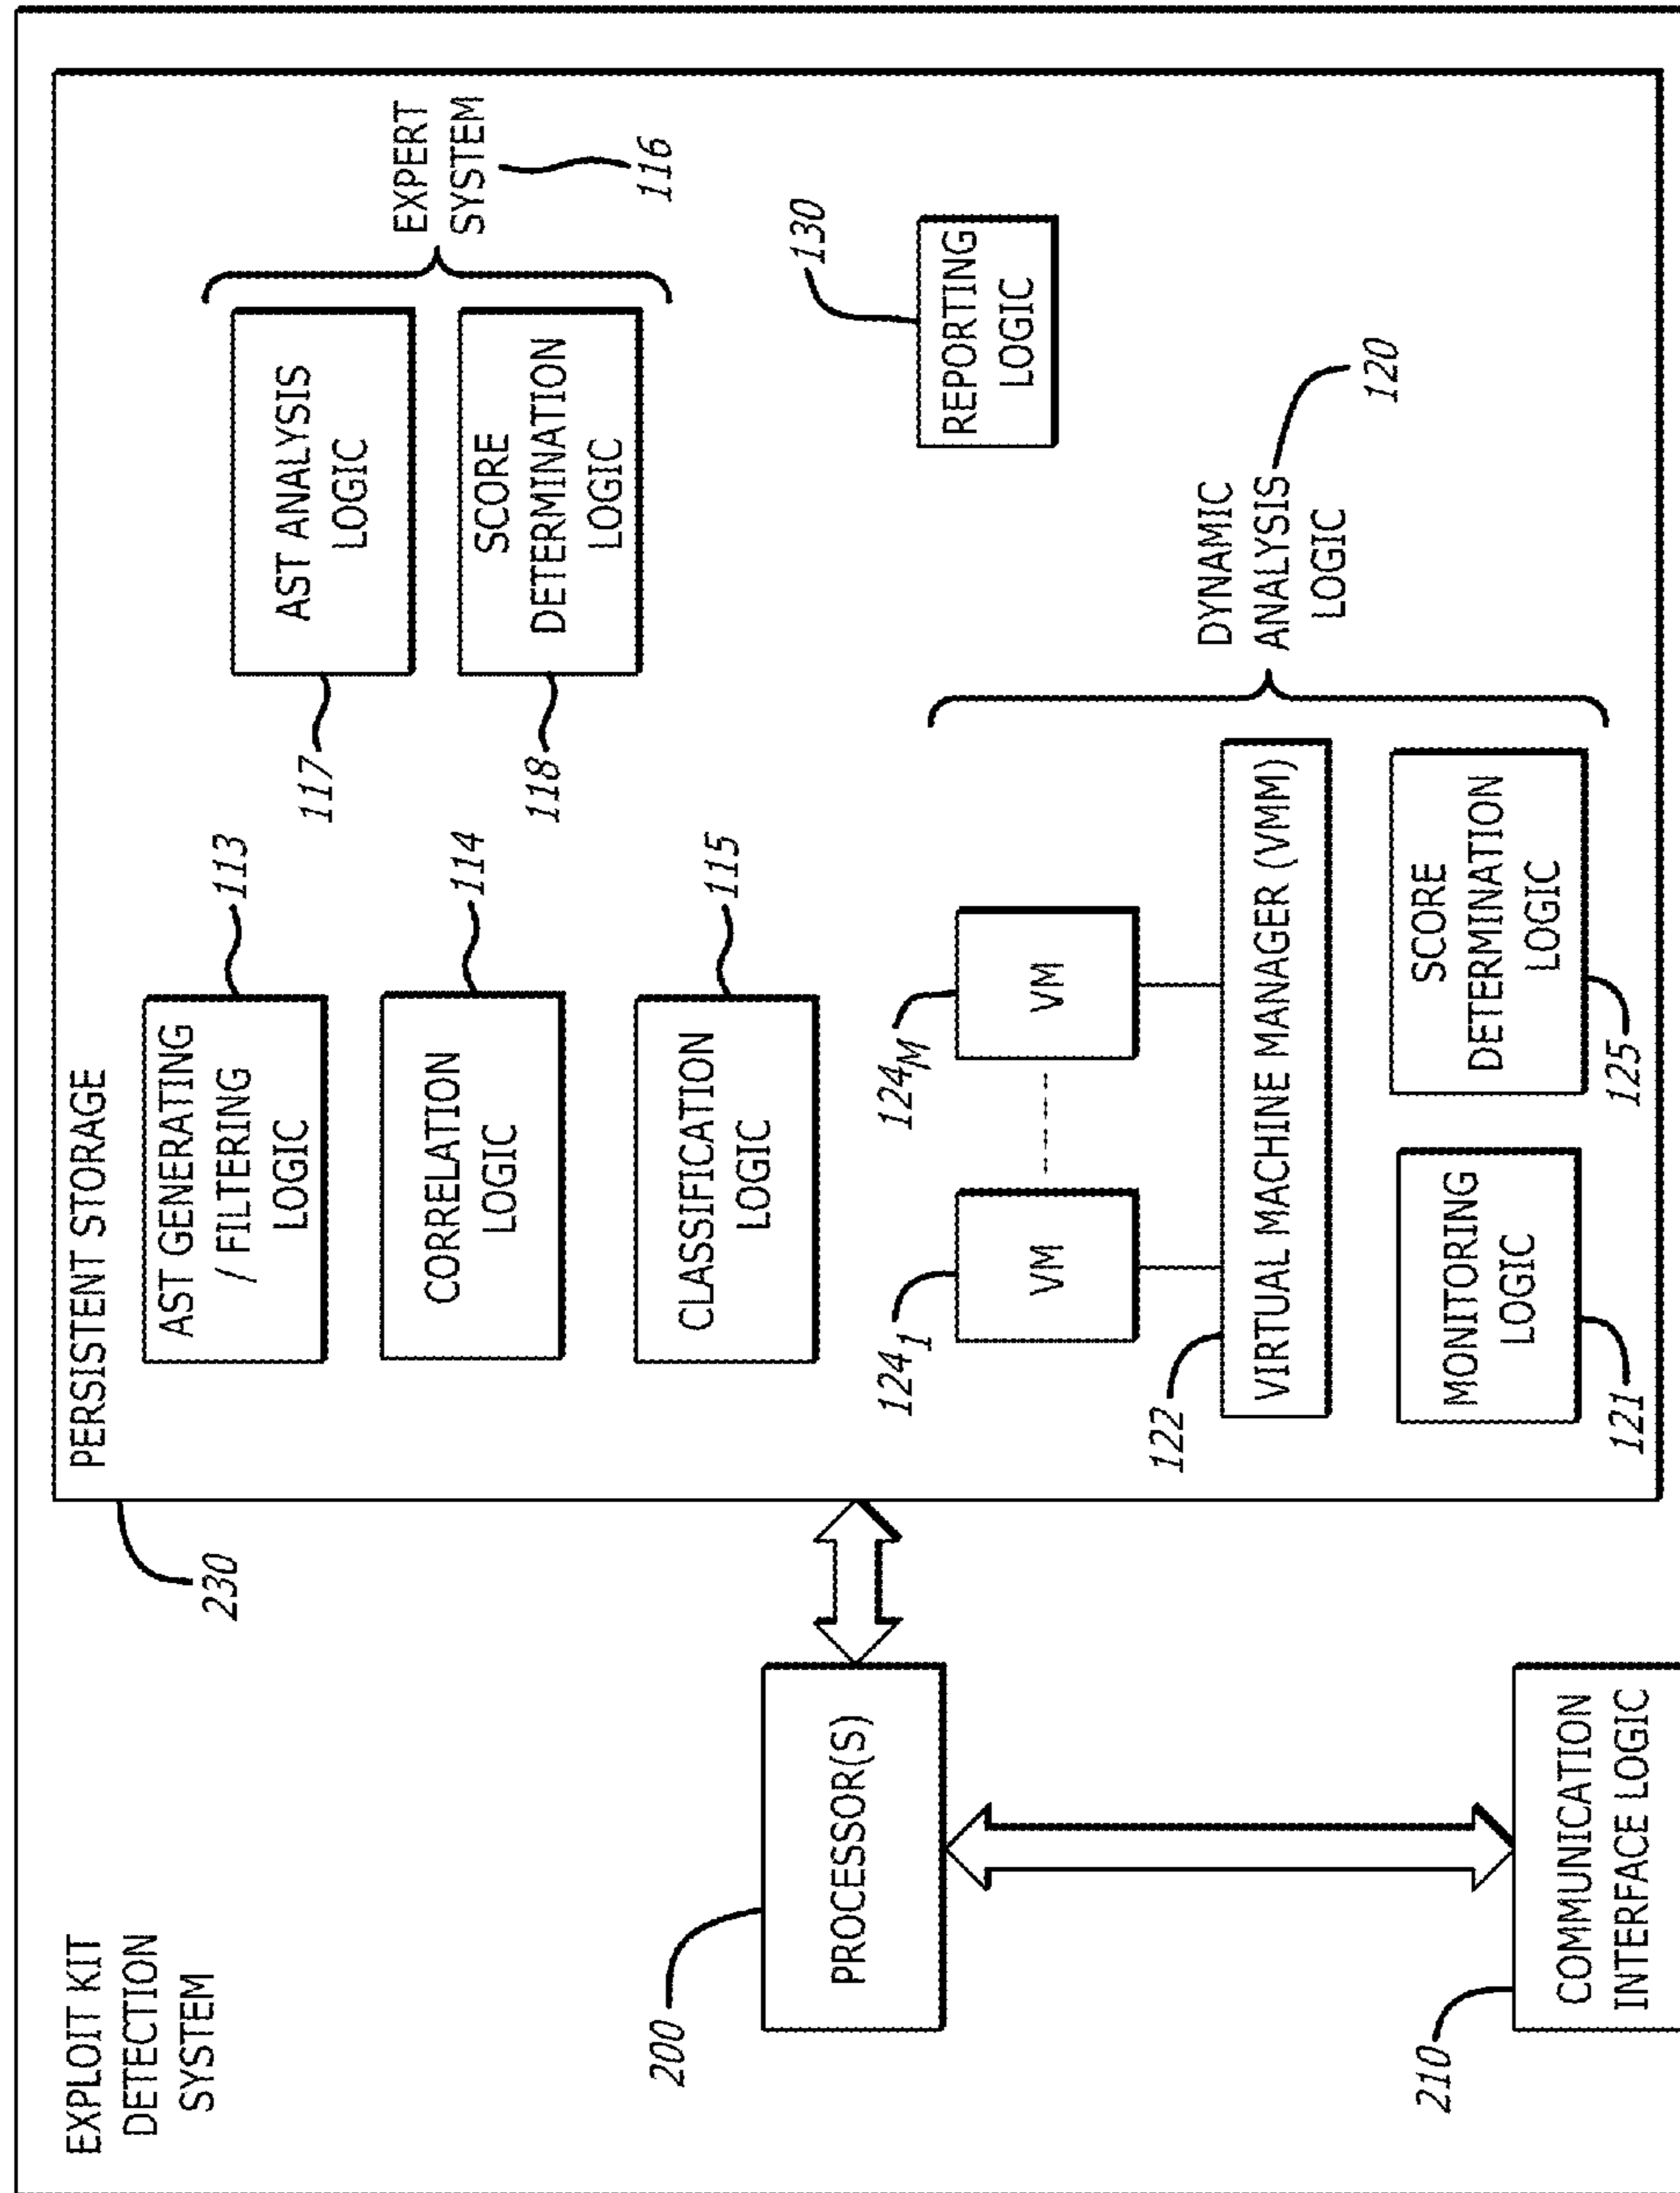 EXPLOIT KIT
DETECTION
SYSTEM
PERSISTENT STORAGE
230
AST GENERATING
/ FILTERING
LOGIC
113
CORRELATION
LOGIC
114
CLASSIFICATION
LOGIC
115
AST ANALYSIS
LOGIC
117
SCORE
DETERMINATION
LOGIC
118
EXPERT
SYSTEM
116
REPORTING
LOGIC
130
VM
124₁
VM
124M
VIRTUAL MACHINE MANAGER (VMM)
122
MONITORING
LOGIC
121
SCORE
DETERMINATION
LOGIC
125
DYNAMIC
ANALYSIS
LOGIC
120
PROCESSOR(S)
200
COMMUNICATION
INTERFACE LOGIC
210